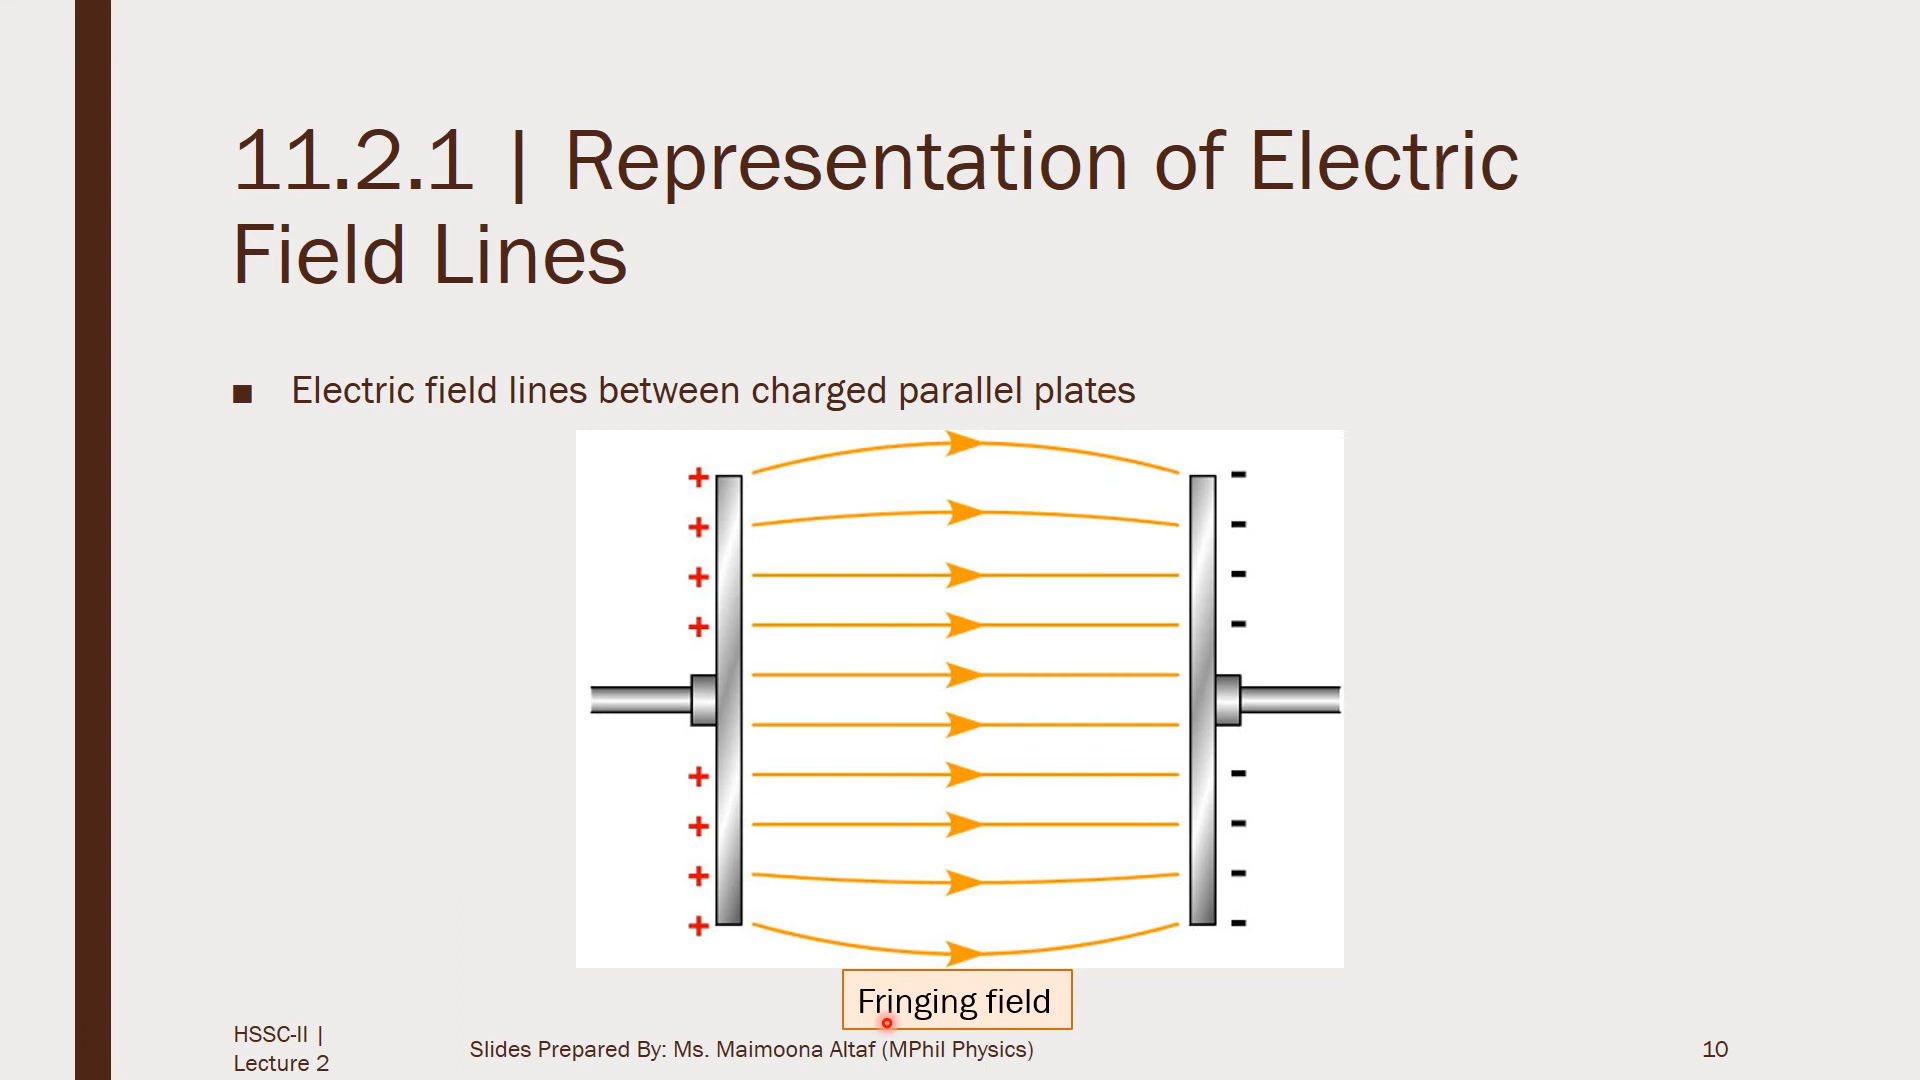 11.2.1 | Representation of Electric
Field Lines
■ Electric field lines between charged parallel plates
+ -
+ -
+ -
+ -
+ -
+ -
+ -
+ -
Fringing field
HSSC-II |
Lecture 2
Slides Prepared By: Ms. Maimoona Altaf (MPhil Physics)
10